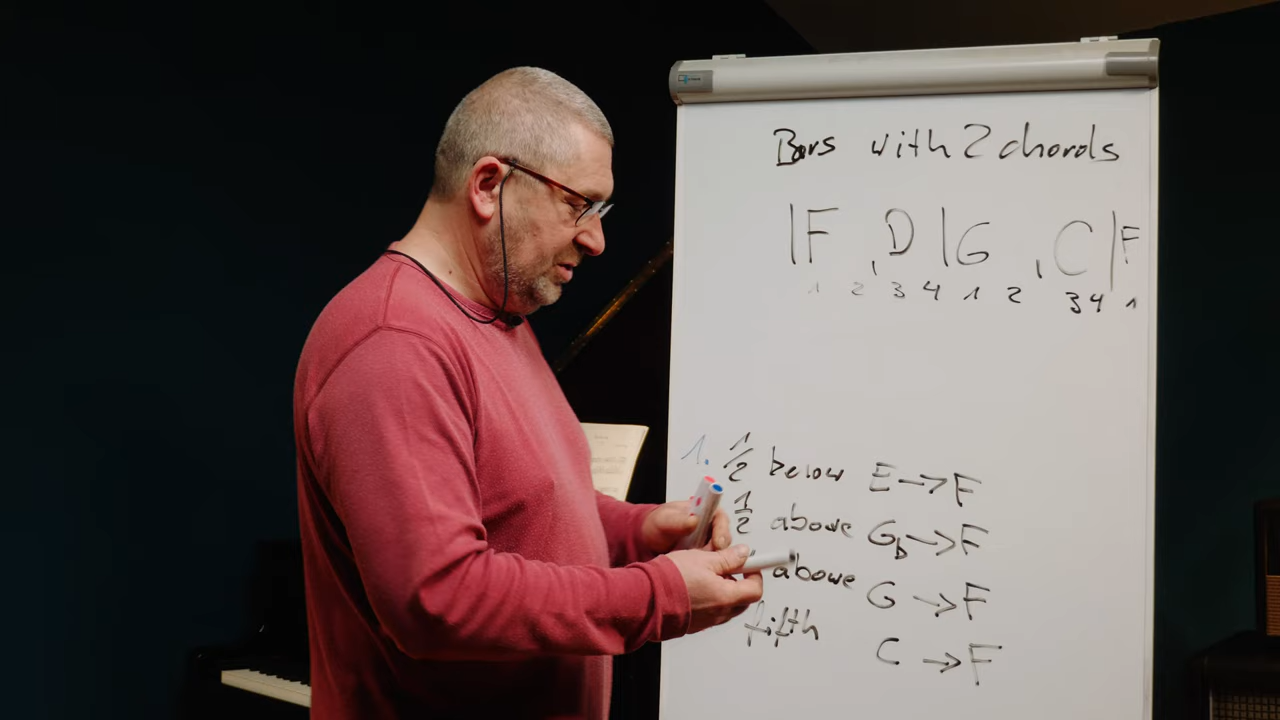 Bars with 2 chords
|F , D |G , C |F
1 2 3 4 1 2 3 4 1
1. 1/2 below E→F
1/2 above Gb→F
above G→F
fifth C→F